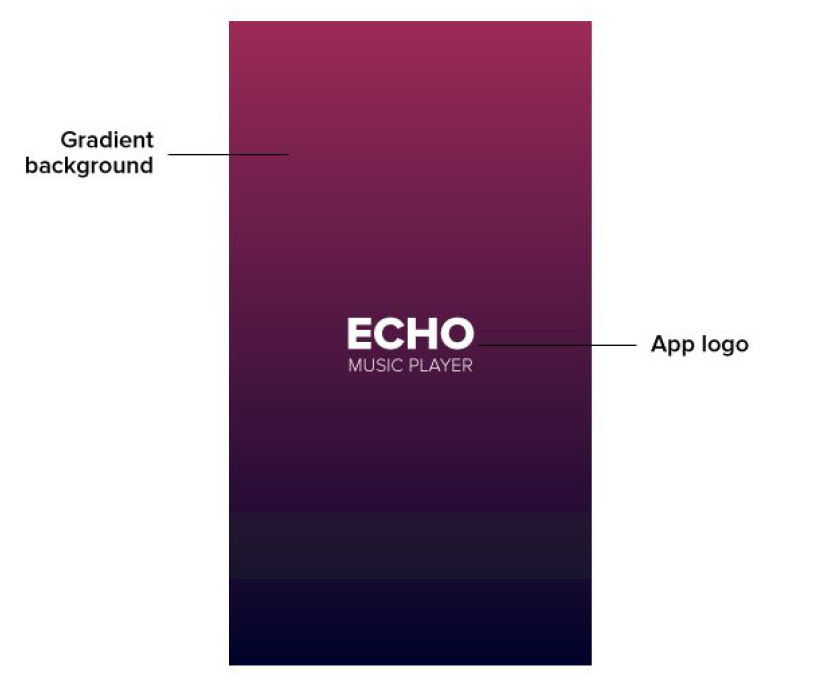 Gradient
background
ECHO
MUSIC PLAYER
App logo